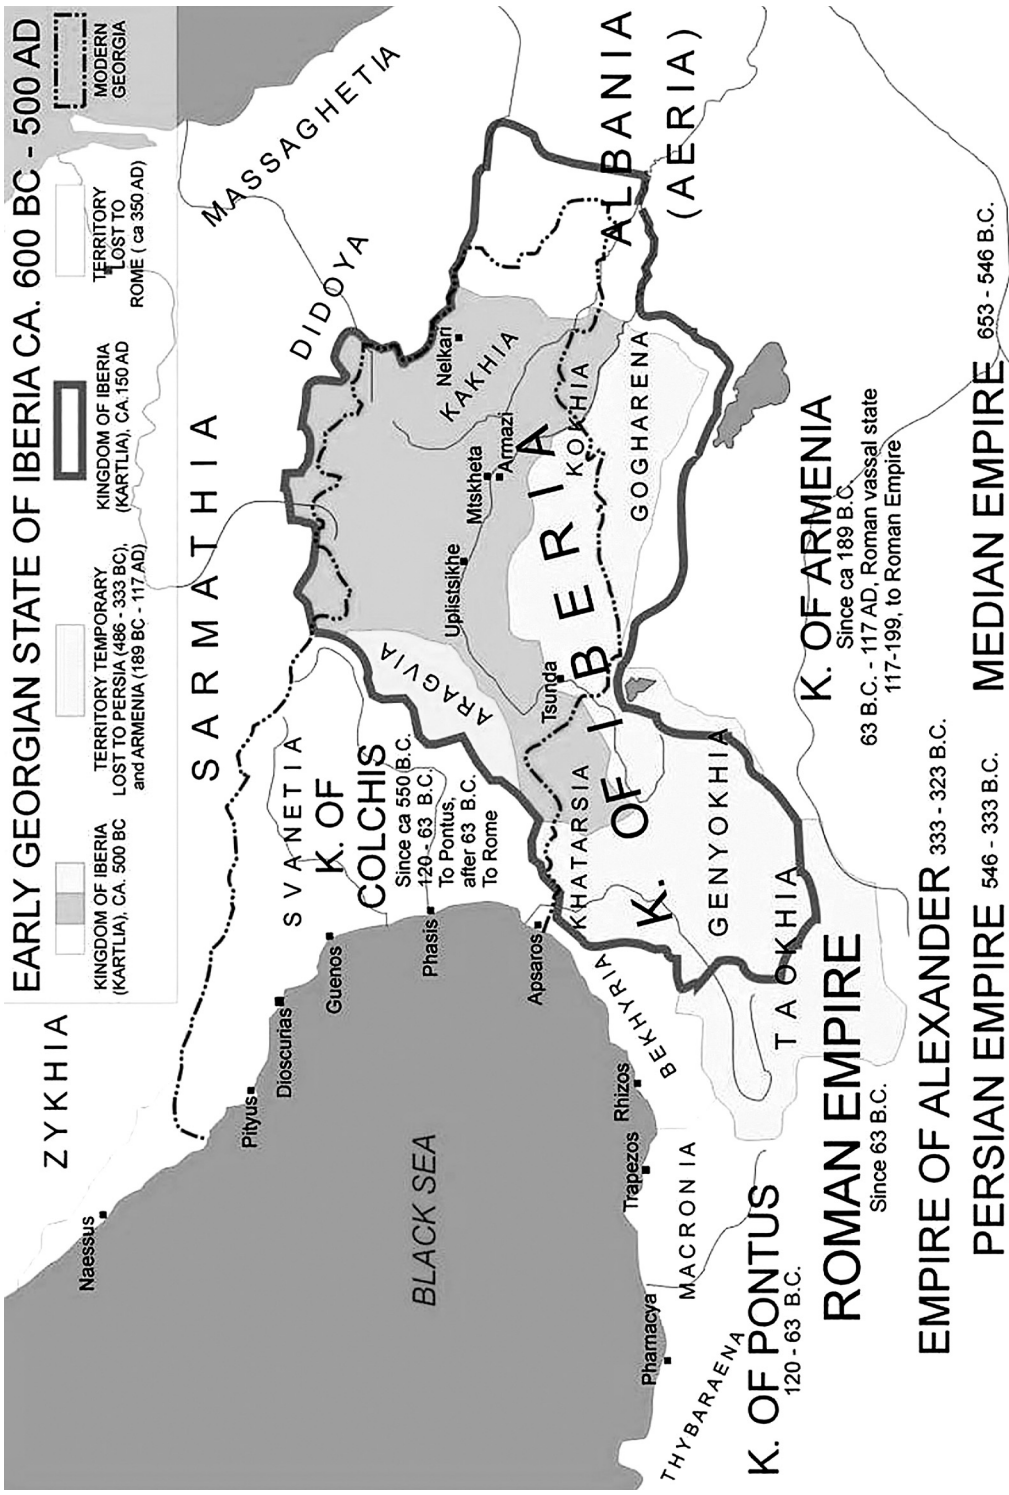 EARLY GEORGIAN STATE OF IBERIA CA. 600 BC - 500 AD
KINGDOM OF IBERIA
(KARTLIA), CA. 500 BC
TERRITORY TEMPORARY
LOST TO PERSIA (486 - 333 BC),
and ARMENIA (189 BC - 117 AD)
KINGDOM OF IBERIA
(KARTLIA), CA.150 AD
TERRITORY
LOST TO
ROME ( ca 350 AD)
MODERN
GEORGIA
ZYKHIA
SARMATHIA
MASSAGHETIA
DIDOYA
Naessus
Pityus
Dioscurias
Guenos
Phasis
Apsaros
Rhizos
Trapezos
Pharnacya
BLACK SEA
SVANETIA
K. OF
COLCHIS
Since ca 550 B.C.
120- 63 B.C.
To Pontus,
after 63 B.C.
To Rome
ARAGVIA
Uplistsikhe
Mtskheta
Armazi
Nelkari
KAKHIA
Tsunda
KOKHIA
GOGHARENA
ALBANIA
(AERIA)
K. OF IBERIA
KHATARSIA
GENYOKHIA
TAOKHIA
BEKHYRIA
MACRONIA
THYBARAENA
K. OF PONTUS
120 - 63 B.C.
ROMAN EMPIRE
Since 63 B.C.
K. OF ARMENIA
Since ca 189 B.C.
63 B.C. - 117 AD, Roman vassal state
117-199, to Roman Empire
EMPIRE OF ALEXANDER 333 - 323 B.C.
PERSIAN EMPIRE 546 - 333 B.C.
MEDIAN EMPIRE 653 - 546 B.C.